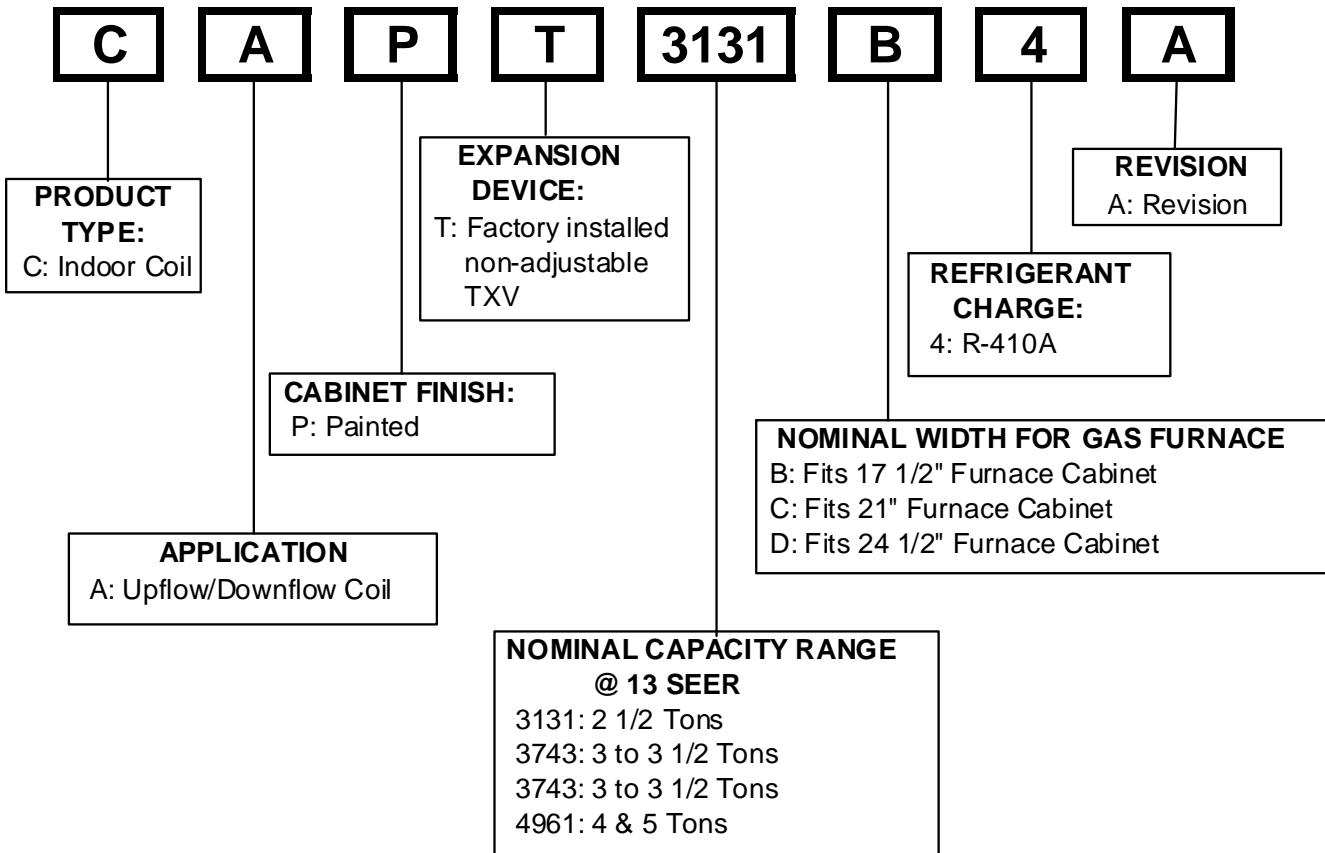 C A P T 3131 B 4 A
PRODUCT
TYPE:
C: Indoor Coil
EXPANSION
DEVICE:
T: Factory installed
non-adjustable
TXV
REVISION
A: Revision
REFRIGERANT
CHARGE:
4: R-410A
CABINET FINISH:
P: Painted
NOMINAL WIDTH FOR GAS FURNACE
B: Fits 17 1/2" Furnace Cabinet
C: Fits 21" Furnace Cabinet
D: Fits 24 1/2" Furnace Cabinet
APPLICATION
A: Upflow/Downflow Coil
NOMINAL CAPACITY RANGE
@ 13 SEER
3131: 2 1/2 Tons
3743: 3 to 3 1/2 Tons
3743: 3 to 3 1/2 Tons
4961: 4 & 5 Tons